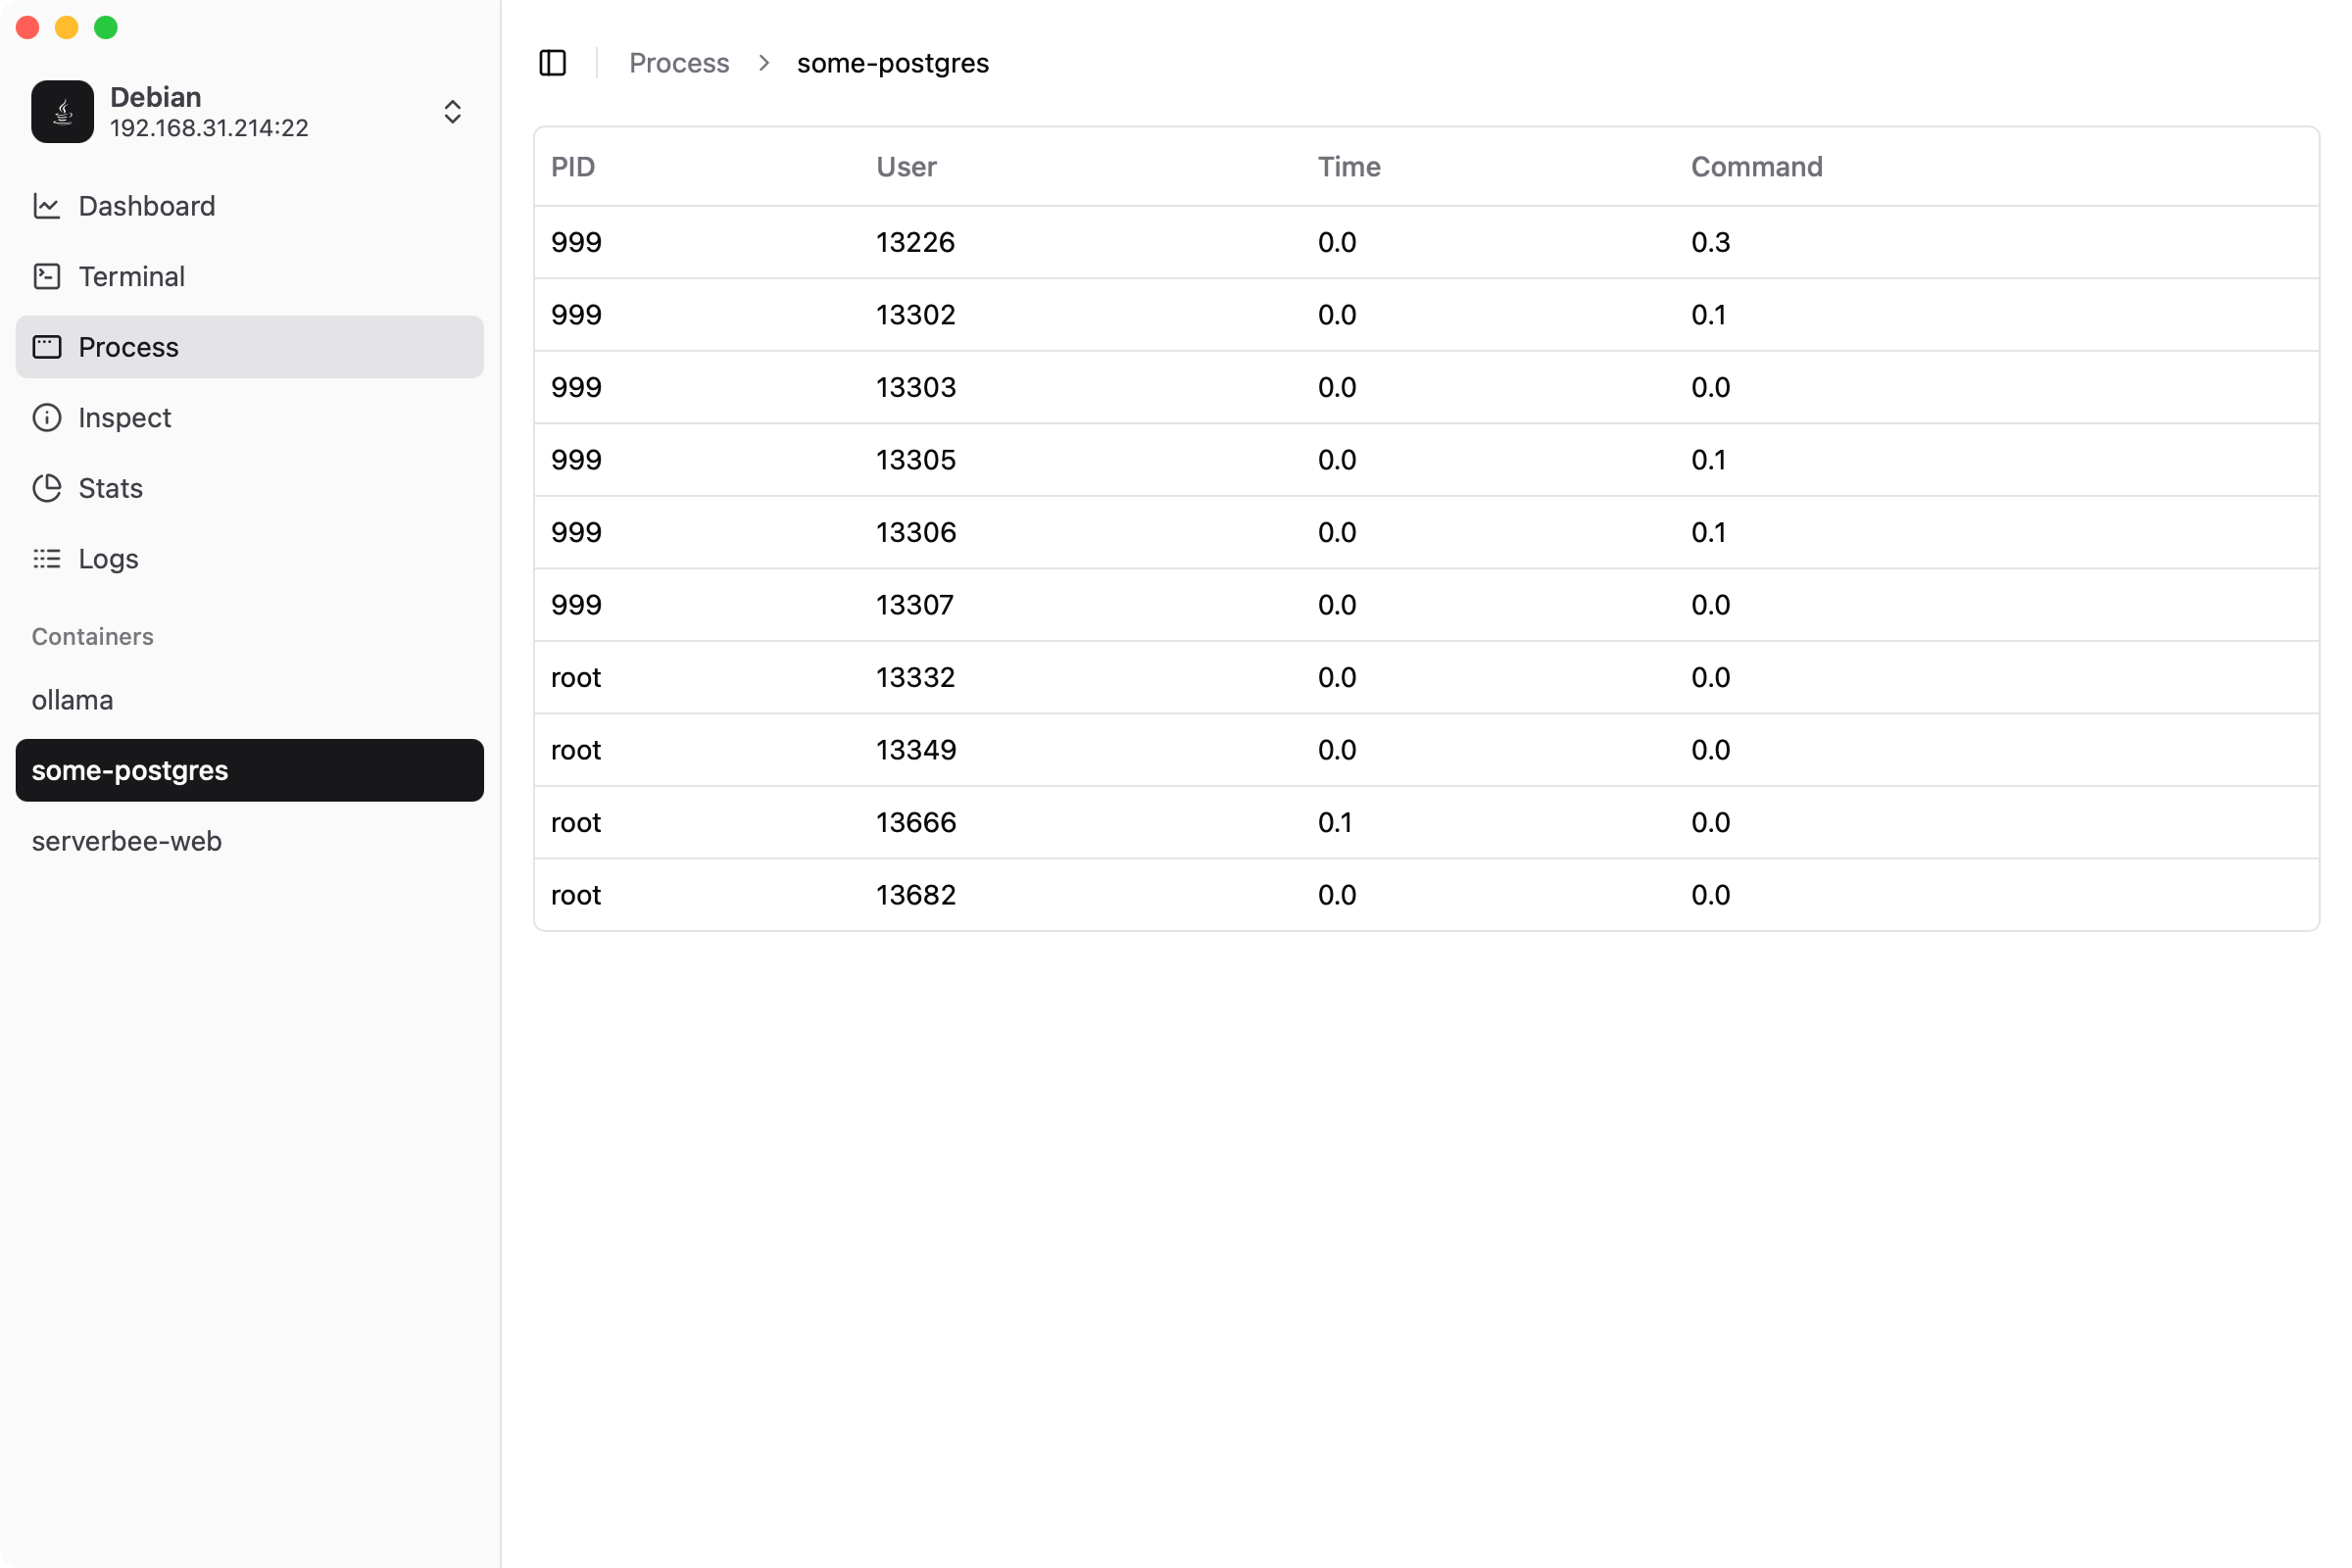 Debian
192.168.31.214:22
Dashboard
Terminal
Process
Inspect
Stats
Logs
Containers
ollama
some-postgres
serverbee-web
Process > some-postgres
PID User Time Command
999 13226 0.0 0.3
999 13302 0.0 0.1
999 13303 0.0 0.0
999 13305 0.0 0.1
999 13306 0.0 0.1
999 13307 0.0 0.0
root 13332 0.0 0.0
root 13349 0.0 0.0
root 13666 0.1 0.0
root 13682 0.0 0.0